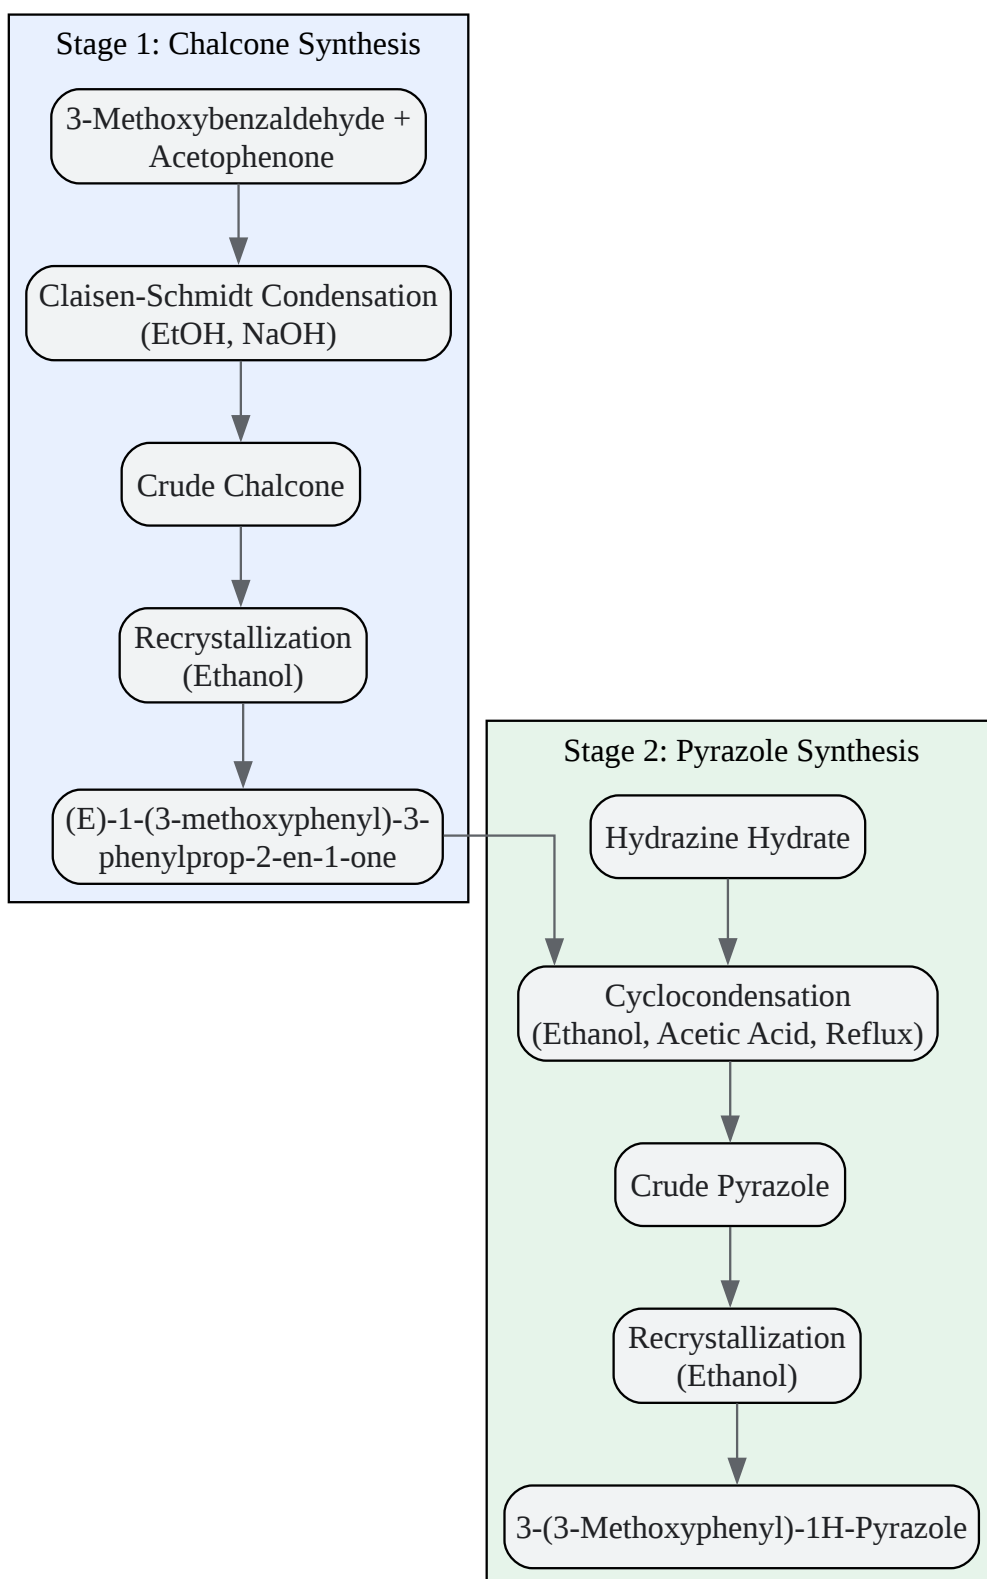 Stage 1: Chalcone Synthesis
3-Methoxybenzaldehyde +
Acetophenone
Claisen-Schmidt Condensation
(EtOH, NaOH)
Crude Chalcone
Recrystallization
(Ethanol)
(E)-1-(3-methoxyphenyl)-3-
phenylprop-2-en-1-one
Stage 2: Pyrazole Synthesis
Hydrazine Hydrate
Cyclocondensation
(Ethanol, Acetic Acid, Reflux)
Crude Pyrazole
Recrystallization
(Ethanol)
3-(3-Methoxyphenyl)-1H-Pyrazole